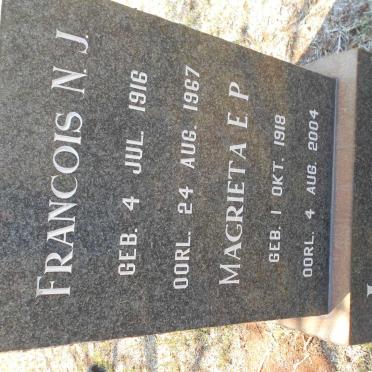 FRANCOIS N. J.
GEB. 4 JUL. 1916
OORL. 24 AUG. 1967
MAGRIETA E. P.
GEB. 1 OKT. 1918
OORL. 4 AUG. 2004